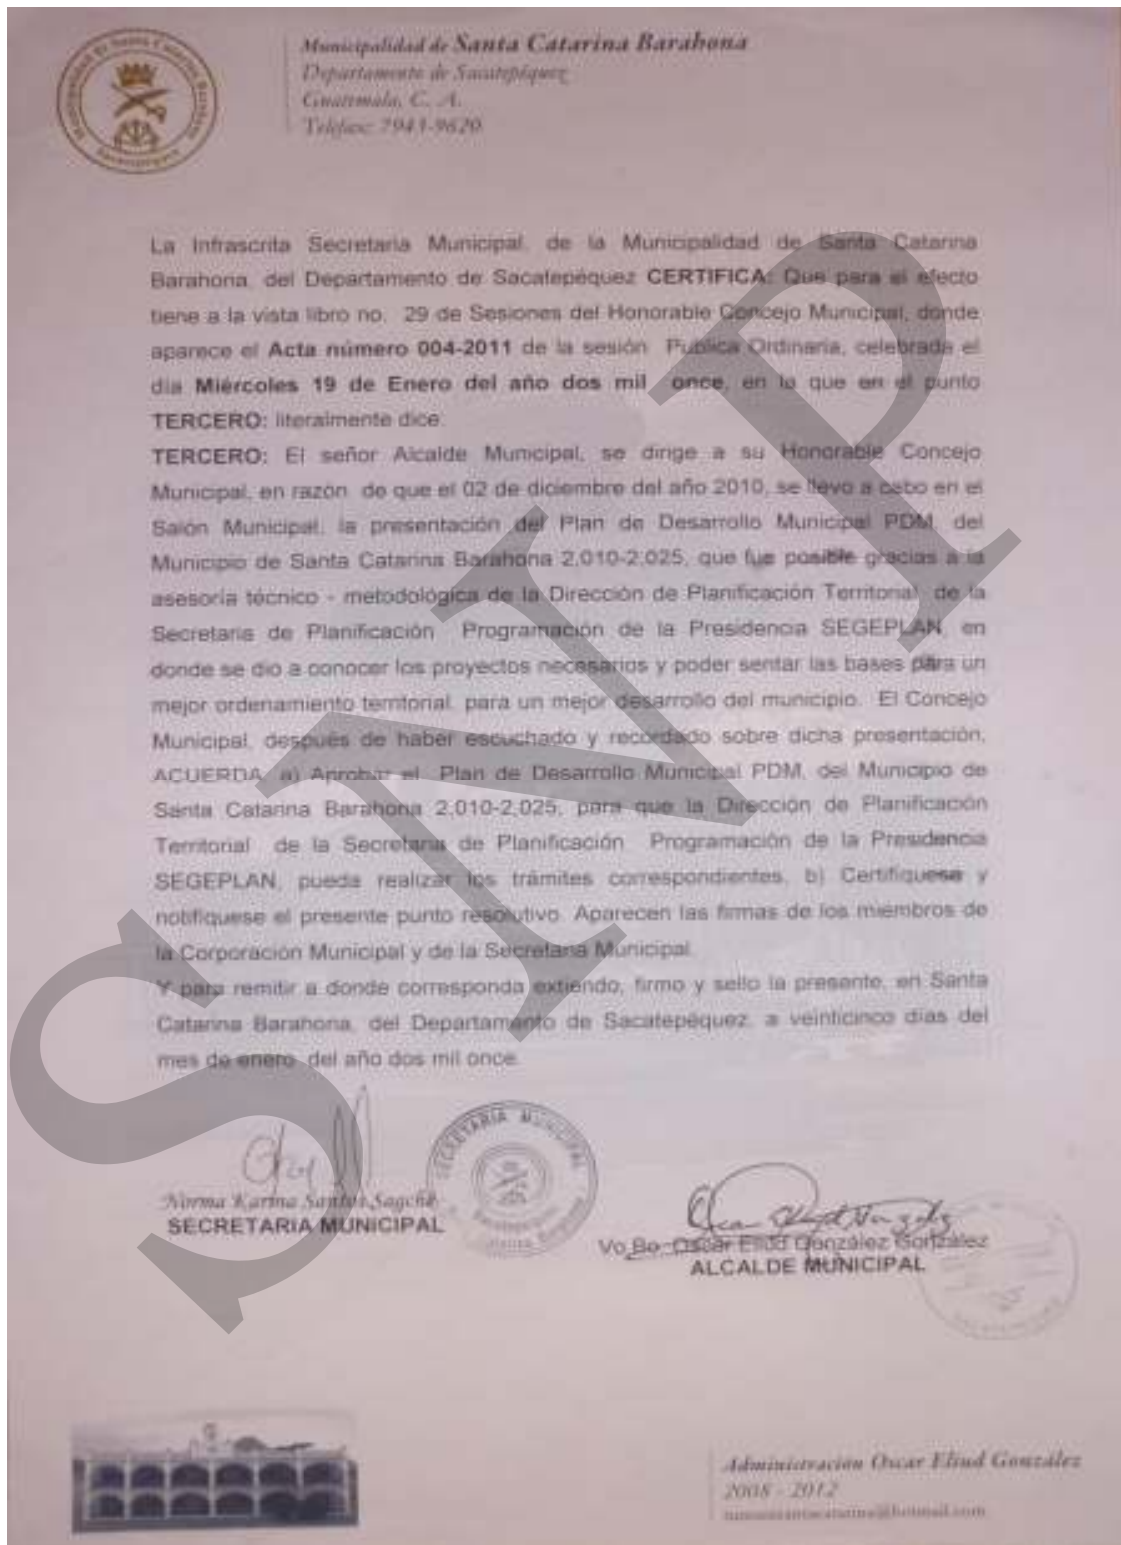 Municipalidad de Santa Catarina Barahona
Departamento de Sacatepéquez
Guatemala, C. A.
Telefax: 7943-9620
La Infrascrita Secretaria Municipal, de la Municipalidad de Santa Catarina
Barahona, del Departamento de Sacatepéquez CERTIFICA: Que para el efecto
tiene a la vista libro no. 29 de Sesiones del Honorable Concejo Municipal, donde
aparece el Acta número 004-2011 de la sesión Publica Ordinaria, celebrada el
día Miércoles 19 de Enero del año dos mil once, en la que en el punto
TERCERO: literalmente dice.
TERCERO: El señor Alcalde Municipal, se dirige a su Honorable Concejo
Municipal, en razón de que el 02 de diciembre del año 2010, se llevo a cabo en el
Salón Municipal, la presentación del Plan de Desarrollo Municipal PDM, del
Municipio de Santa Catarina Barahona 2,010-2,025, que fue posible gracias a la
asesoría técnico - metodológica de la Dirección de Planificación Territorial, de la
Secretaria de Planificación Programación de la Presidencia SEGEPLAN, en
donde se dio a conocer los proyectos necesarios y poder sentar las bases para un
mejor ordenamiento territorial, para un mejor desarrollo del municipio. El Concejo
Municipal, después de haber escuchado y recordado sobre dicha presentación,
ACUERDA, a) Aprobar el Plan de Desarrollo Municipal PDM, del Municipio de
Santa Catarina Barahona 2,010-2,025, para que la Dirección de Planificación
Territorial de la Secretaria de Planificación Programación de la Presidencia
SEGEPLAN, pueda realizar los trámites correspondientes, b) Certifíquese y
notifíquese el presente punto resolutivo. Aparecen las firmas de los miembros de
la Corporación Municipal y de la Secretaria Municipal.
Y para remitir a donde corresponda extiendo, firmo y sello la presente, en Santa
Catarina Barahona, del Departamento de Sacatepéquez, a veinticinco días del
mes de enero del año dos mil once.
SECRETARIA MUNICIPAL
Norma Karina Santos Sagché
SECRETARIA MUNICIPAL
Vo.Bo. Oscar Eliud González González
ALCALDE MUNICIPAL
Administración Oscar Eliud González
2008 - 2012
SNP